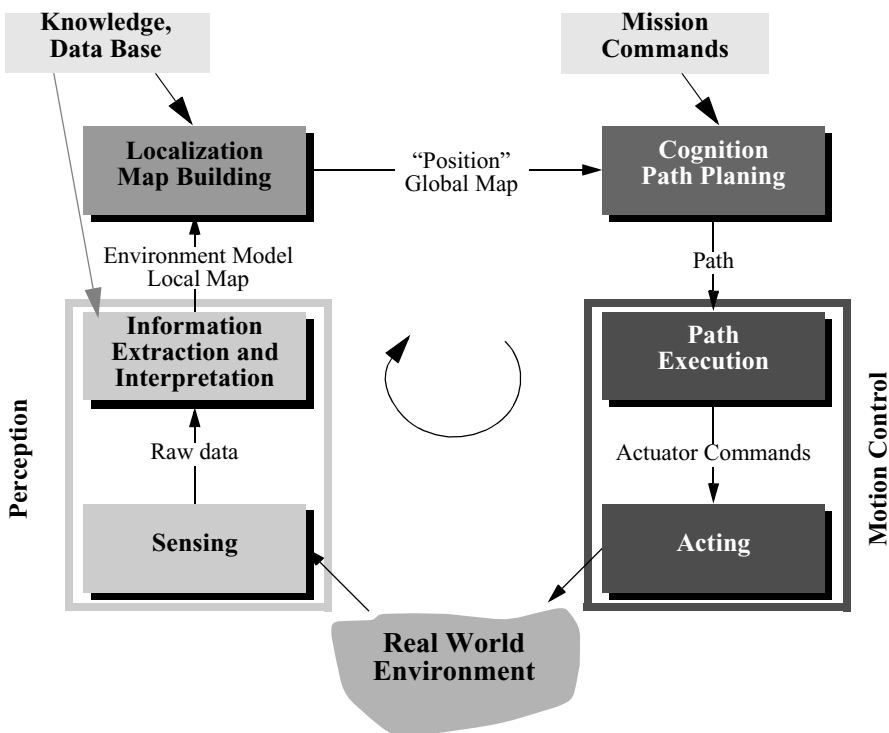 Knowledge,
Data Base
Mission
Commands
Localization
Map Building
“Position”
Global Map
Cognition
Path Planing
Environment Model
Local Map
Path
Information
Extraction and
Interpretation
Path
Execution
Perception
Motion Control
Raw data
Actuator Commands
Sensing
Acting
Real World
Environment